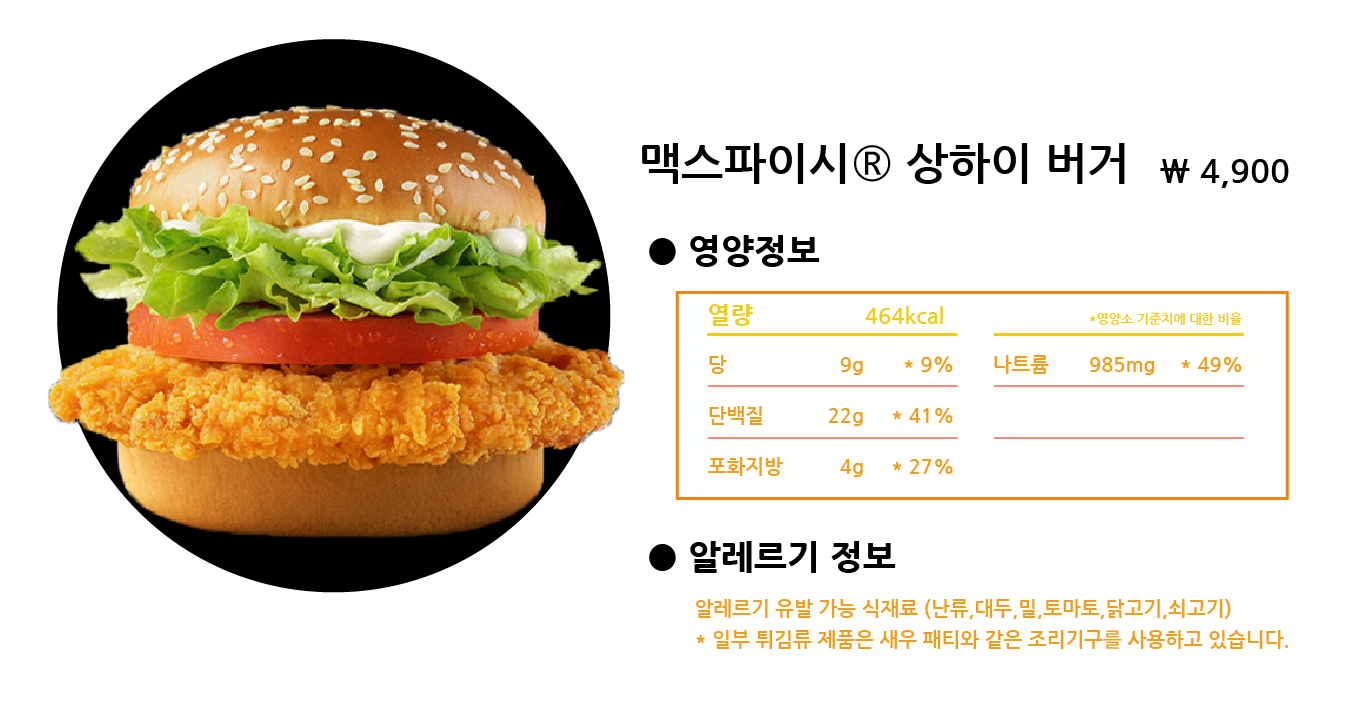 맥스파이시® 상하이 버거 ₩ 4,900
● 영양정보
열량 464kcal *영양소 기준치에 대한 비율
당 9g * 9% 나트륨 985mg * 49%
단백질 22g * 41%
포화지방 4g * 27%
● 알레르기 정보
알레르기 유발 가능 식재료 (난류,대두,밀,토마토,닭고기,쇠고기)
* 일부 튀김류 제품은 새우 패티와 같은 조리기구를 사용하고 있습니다.